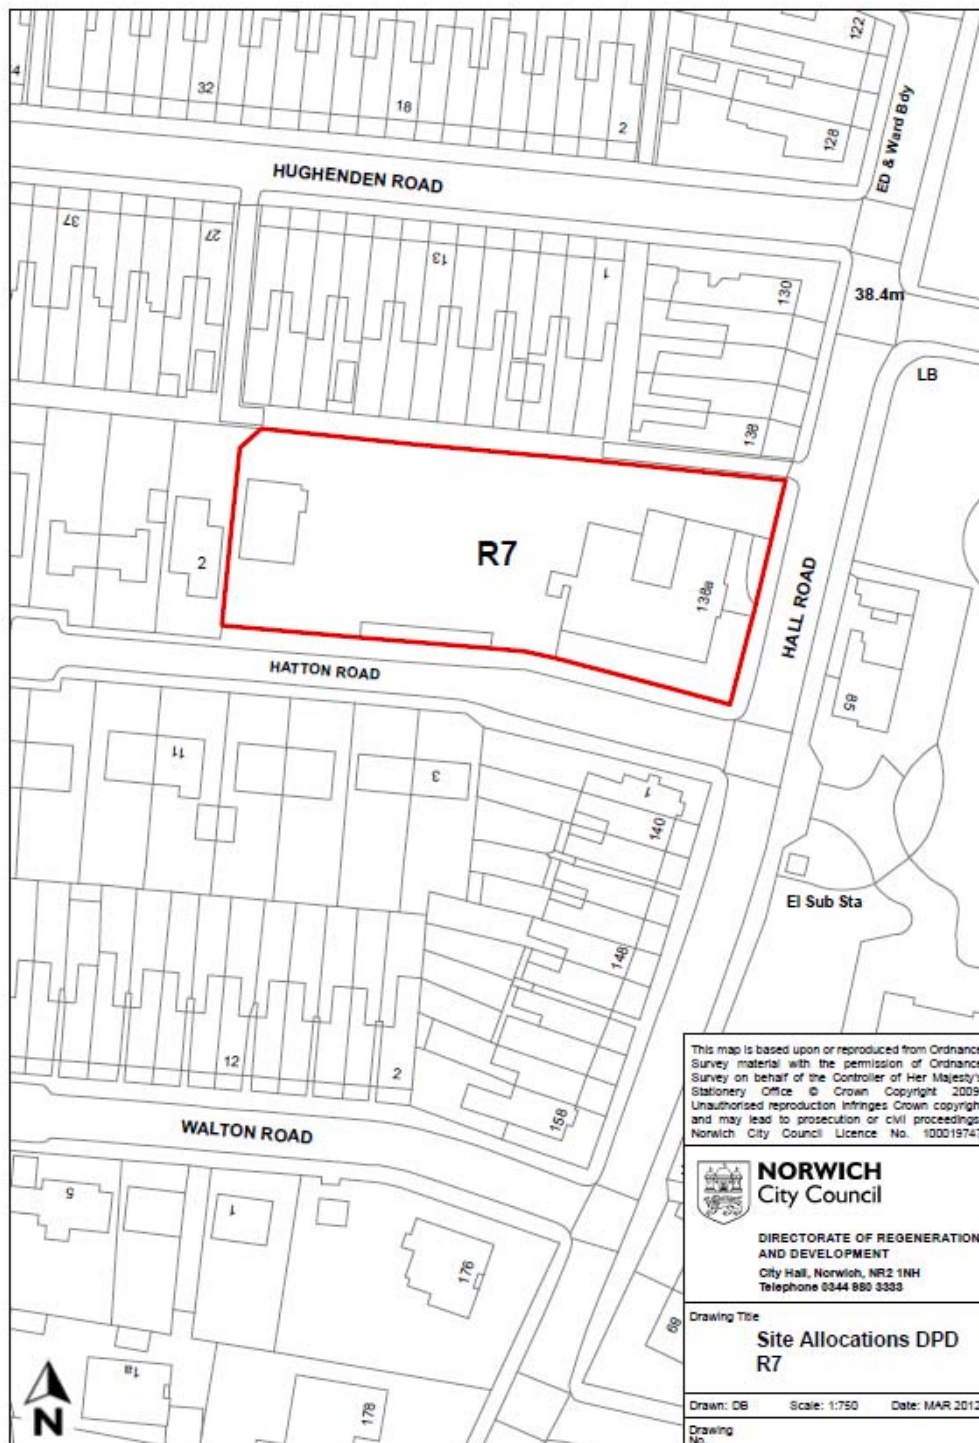 122
ED & Ward Bdy
4
32
18
2
128
HUGHENDEN ROAD
37
27
13
1
130
38.4m
LB
138
R7
2
138a
HALL ROAD
HATTON ROAD
85
11
3
1
140
El Sub Sta
148
12
2
158
WALTON ROAD
5
1
176
68
1a
178
N
This map is based upon or reproduced from Ordnance
Survey material with the permission of Ordnance
Survey on behalf of the Controller of Her Majesty's
Stationery Office © Crown Copyright 2009.
Unauthorised reproduction infringes Crown copyright
and may lead to prosecution or civil proceedings.
Norwich City Council Licence No. 100019747
NORWICH
City Council
DIRECTORATE OF REGENERATION
AND DEVELOPMENT
City Hall, Norwich, NR2 1NH
Telephone 0344 980 3333
Drawing Title
Site Allocations DPD
R7
Drawn: DB Scale: 1:750 Date: MAR 2012
Drawing
No.